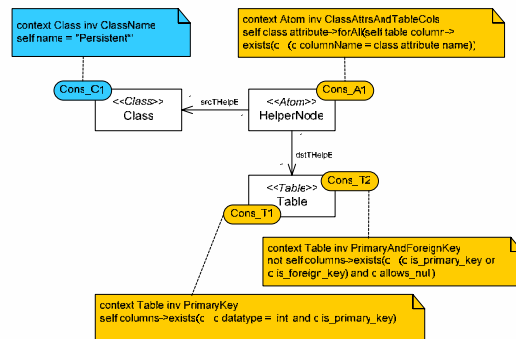 context Class inv ClassName
self name = "Persistent"
context Atom inv ClassAttrsAndTableCols
self class attribute->forAll(self table column->
exists(c (c columnName = class attribute name))
Cons_C1
Cons_A1
<<Class>>
Class
srcTHelpE
<<Atom>>
HelperNode
dstTHelpE
Cons_T2
<<Table>>
Table
Cons_T1
context Table inv PrimaryAndForeignKey
not self columns->exists(c (c is_primary_key or
c is_foreign_key) and c allows_nul)
context Table inv PrimaryKey
self columns->exists(c c datatype = int and c is_primary_key)